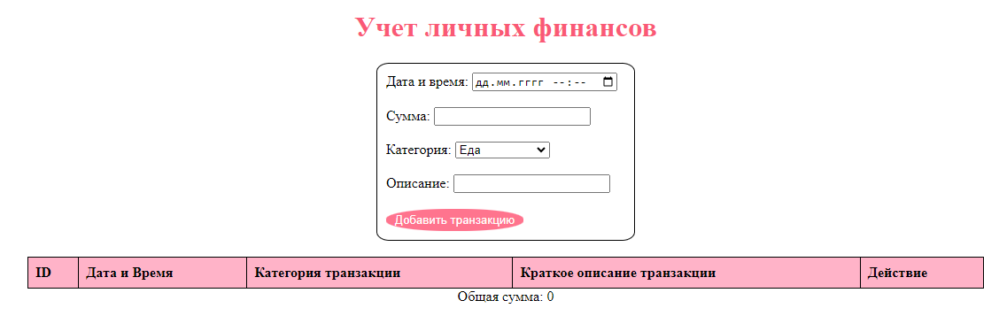 Учет личных финансов
Дата и время: дд.мм.гггг --:--
Сумма:
Категория: Еда
Описание:
Добавить транзакцию
ID Дата и Время Категория транзакции Краткое описание транзакции Действие
Общая сумма: 0